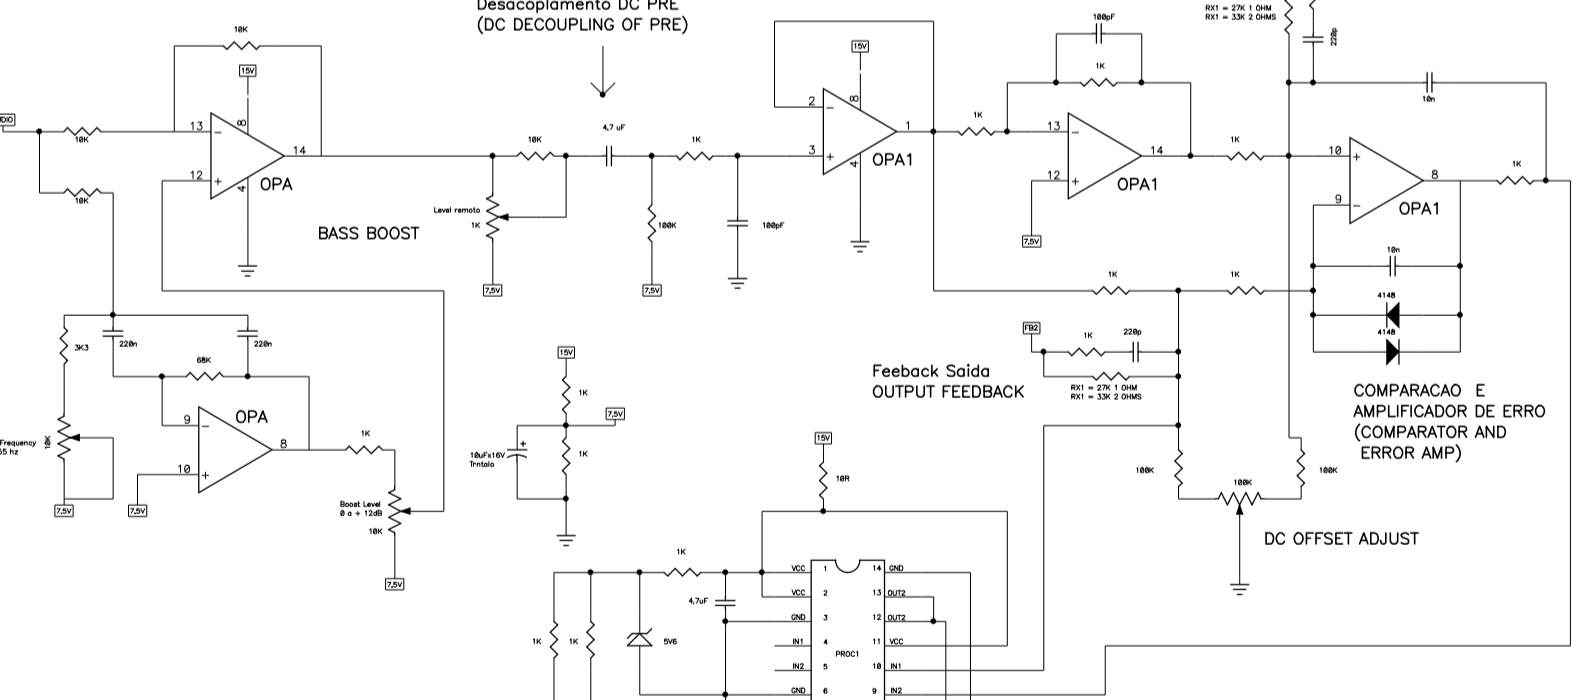 Desacoplamento DC PRE
(DC DECOUPLING OF PRE)
RX1 = 27K 1 OHM
RX1 = 33K 2 OHMS
220p
100pF
1K
10n
10K
15V
13
8
14
12
4
OPA
10K
10K
BASS BOOST
10K
4,7 uF
1K
Level remoto
1K
7,5V
100K
7,5V
100pF
15V
2
8
1
3
4
OPA1
1K
13
14
12
OPA1
7,5V
1K
10
8
9
OPA1
1K
10n
4148
4148
1K
1K
FB2
1K
220p
RX1 = 27K 1 OHM
RX1 = 33K 2 OHMS
Feeback Saida
OUTPUT FEEDBACK
COMPARACAO E
AMPLIFICADOR DE ERRO
(COMPARATOR AND
ERROR AMP)
3K3
220n
220n
68K
OPA
9
8
10
1K
Frequency
10K
7,5V
7,5V
Boost Level
0 a + 12dB
10K
7,5V
15V
1K
7,5V
1K
10uFx16V
Trntalo
15V
10R
100K
100K
100K
DC OFFSET ADJUST
1K
4,7uF
1K
1K
5V6
VCC 1 14 GND
VCC 2 13 OUT2
GND 3 12 OUT2
IN1 4 11 VCC
PROC1
IN2 5 10 IN1
GND 6 9 IN2